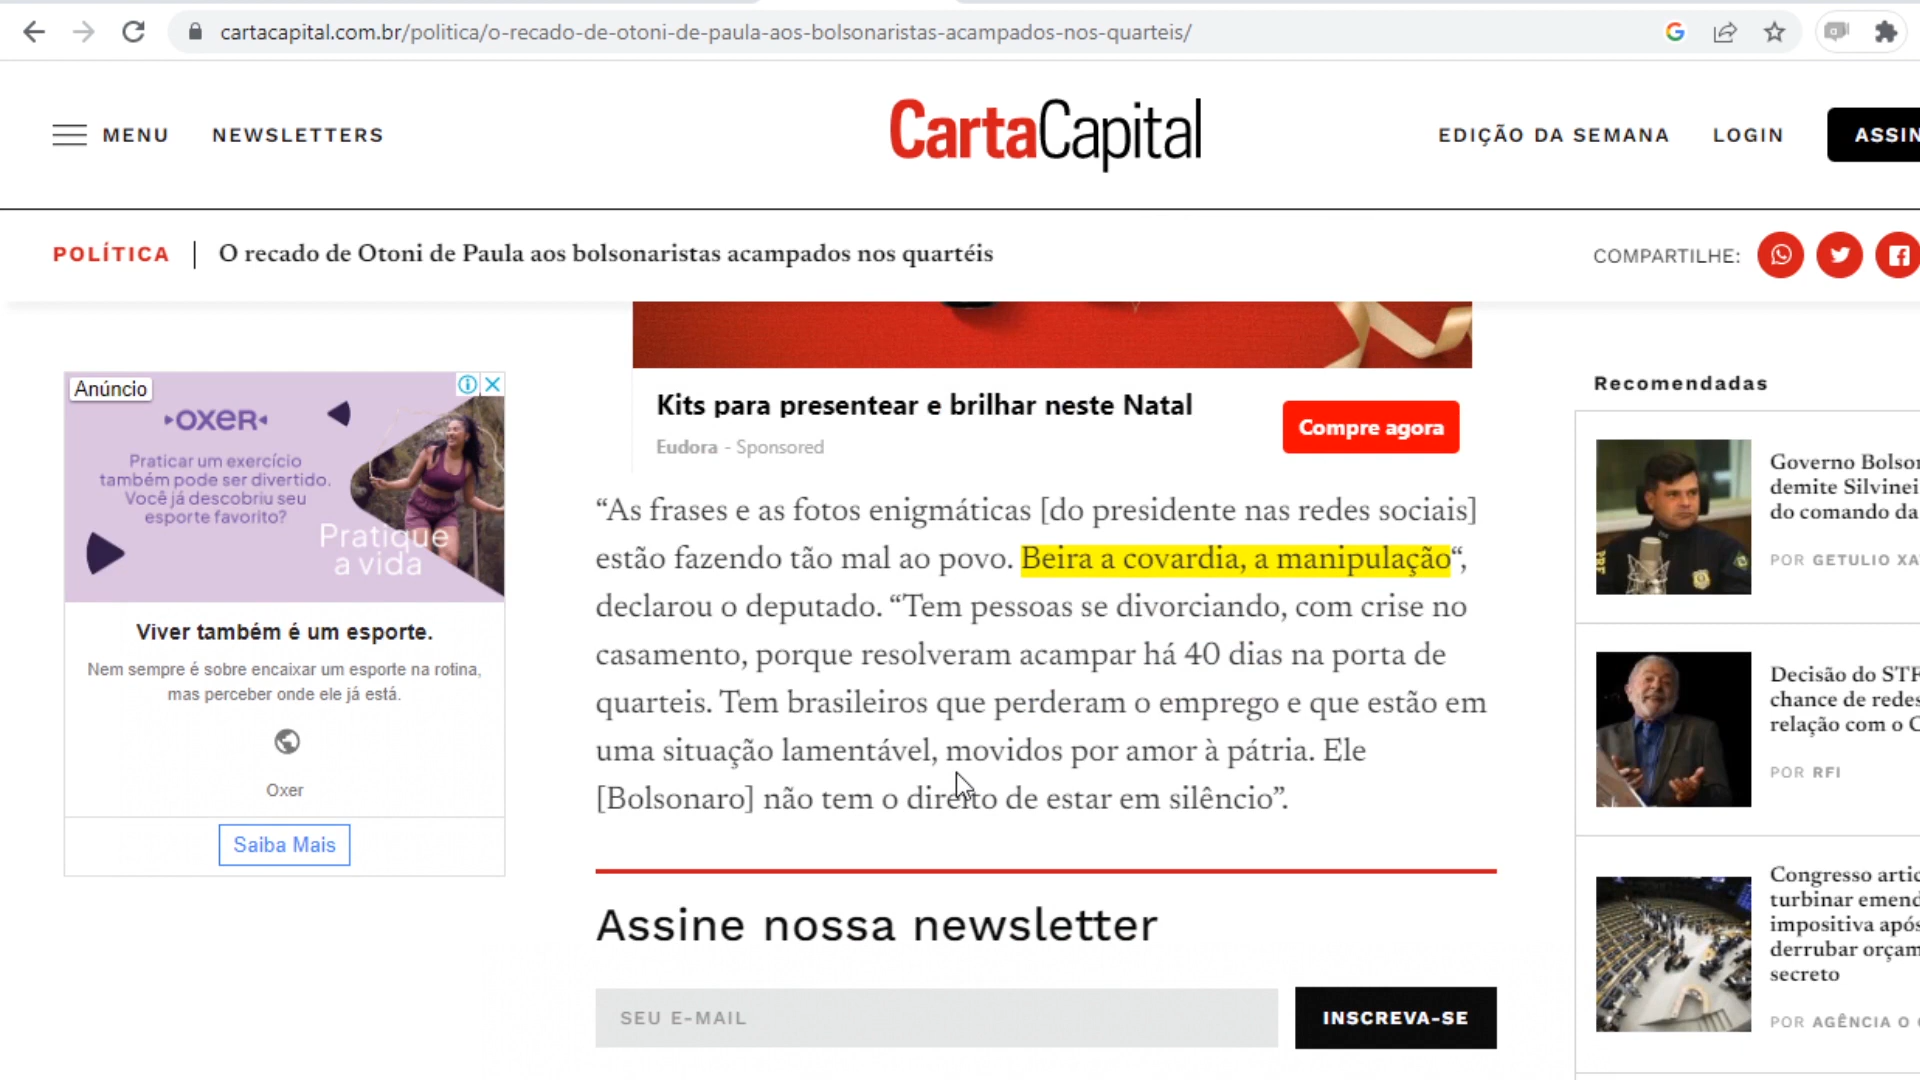 cartacapital.com.br/politica/o-recado-de-otoni-de-paula-aos-bolsonaristas-acampados-nos-quarteis/
MENU
NEWSLETTERS
CartaCapital
EDIÇÃO DA SEMANA
LOGIN
ASSIN
POLÍTICA
O recado de Otoni de Paula aos bolsonaristas acampados nos quartéis
COMPARTILHE:
Anúncio
OXER
Praticar um exercício
também pode ser divertido.
Você já descobriu seu
esporte favorito?
Pratique
a vida
Viver também é um esporte.
Nem sempre é sobre encaixar um esporte na rotina,
mas perceber onde ele já está.
Oxer
Saiba Mais
Kits para presentear e brilhar neste Natal
Eudora - Sponsored
Compre agora
“As frases e as fotos enigmáticas [do presidente nas redes sociais]
estão fazendo tão mal ao povo. Beira a covardia, a manipulação“,
declarou o deputado. “Tem pessoas se divorciando, com crise no
casamento, porque resolveram acampar há 40 dias na porta de
quarteis. Tem brasileiros que perderam o emprego e que estão em
uma situação lamentável, movidos por amor à pátria. Ele
[Bolsonaro] não tem o direito de estar em silêncio”.
Assine nossa newsletter
SEU E-MAIL
INSCREVA-SE
Recomendadas
Governo Bolson
demite Silvinei
do comando da
POR GETULIO XA
Decisão do STF
chance de redes
relação com o C
POR RFI
Congresso artic
turbinar emend
impositiva após
derrubar orçam
secreto
POR AGÊNCIA O